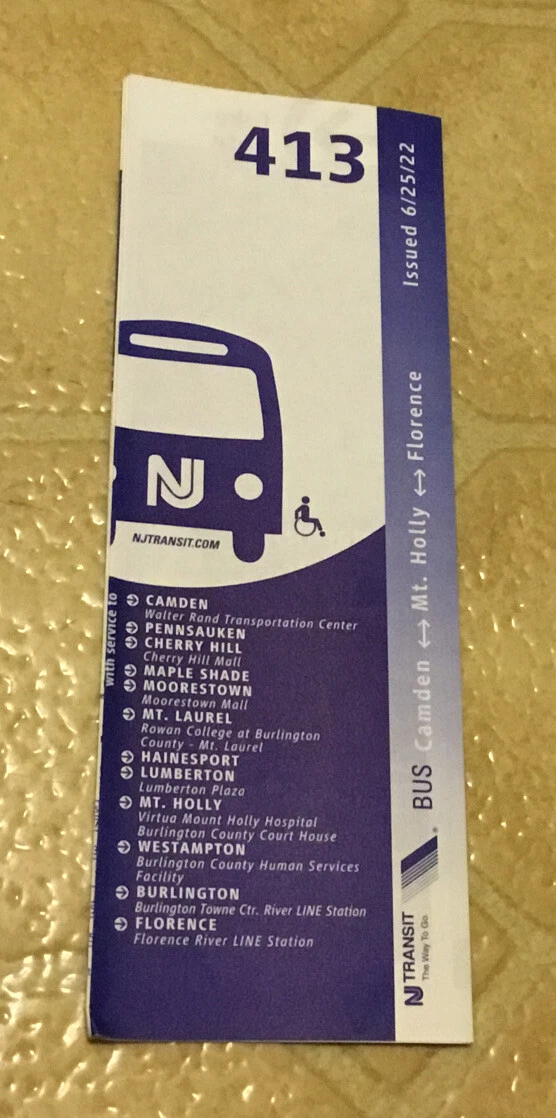 413
Issued 6/25/22
NJ
NJTRANSIT.COM
with service to
CAMDEN
Walter Rand Transportation Center
PENNSAUKEN
CHERRY HILL
Cherry Hill Mall
MAPLE SHADE
MOORESTOWN
Moorestown Mall
MT. LAUREL
Rowan College at Burlington
County - Mt. Laurel
HAINESPORT
LUMBERTON
Lumberton Plaza
MT. HOLLY
Virtua Mount Holly Hospital
Burlington County Court House
WESTAMPTON
Burlington County Human Services
Facility
BURLINGTON
Burlington Towne Ctr. River LINE Station
FLORENCE
Florence River LINE Station
NJ TRANSIT
The Way To Go.
BUS Camden ↔ Mt. Holly ↔ Florence